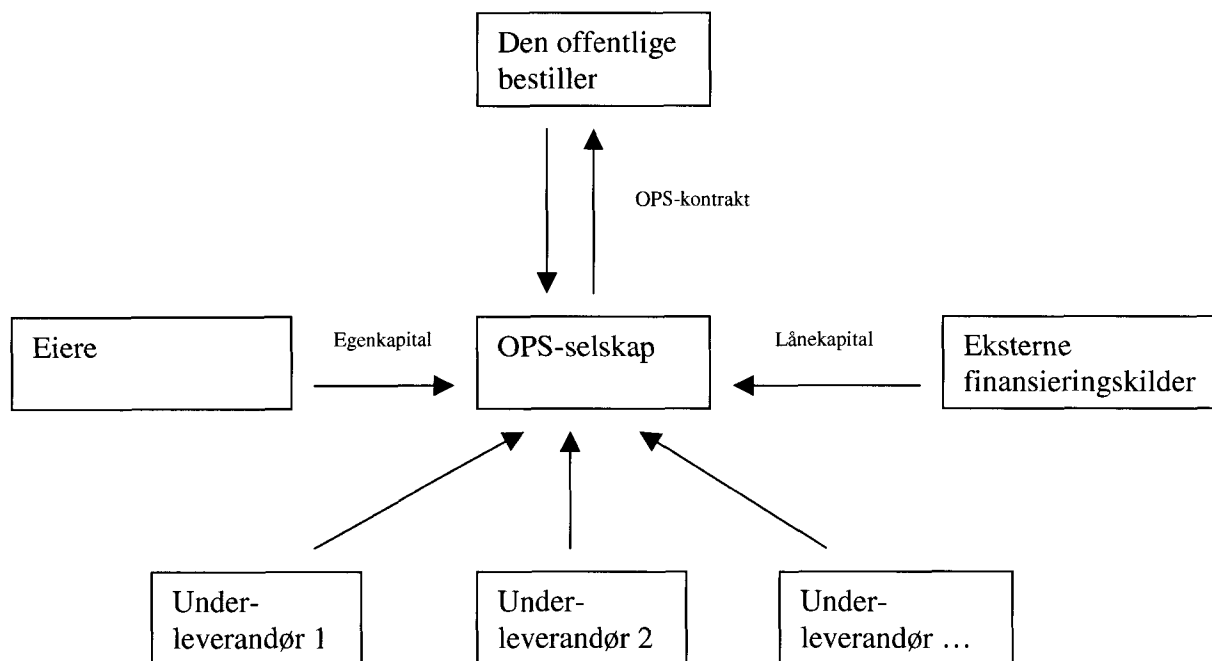 Den offentlige
bestiller
OPS-kontrakt
Eiere
Egenkapital
OPS-selskap
Lånekapital
Eksterne
finansieringskilder
Under-
leverandør 1
Under-
leverandør 2
Under-
leverandør ...